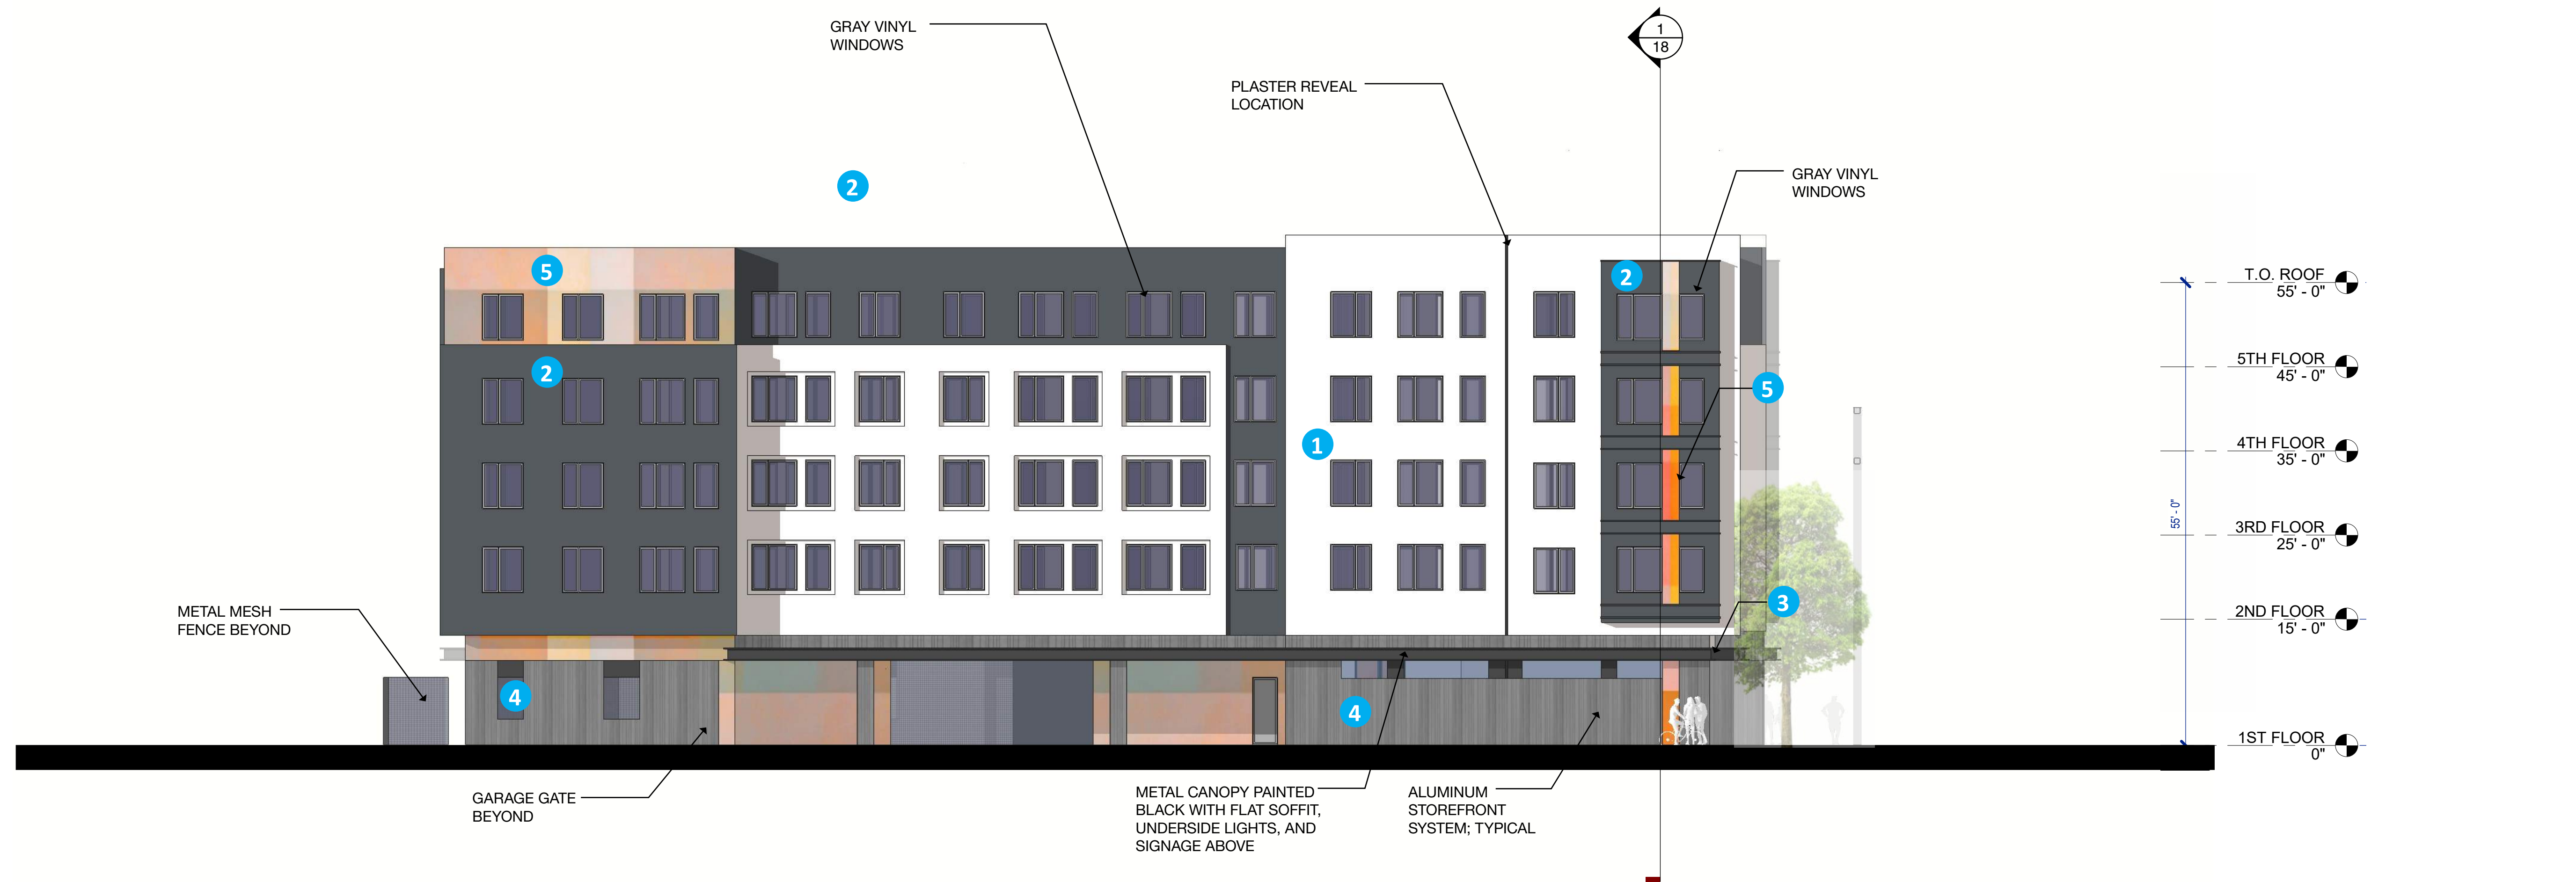 GRAY VINYL
WINDOWS
1
18
PLASTER REVEAL
LOCATION
GRAY VINYL
WINDOWS
2
5
2
2
5
1
3
4
4
T.O. ROOF
55' - 0"
5TH FLOOR
45' - 0"
4TH FLOOR
35' - 0"
3RD FLOOR
25' - 0"
2ND FLOOR
15' - 0"
1ST FLOOR
0"
55' - 0"
METAL MESH
FENCE BEYOND
GARAGE GATE
BEYOND
METAL CANOPY PAINTED
BLACK WITH FLAT SOFFIT,
UNDERSIDE LIGHTS, AND
SIGNAGE ABOVE
ALUMINUM
STOREFRONT
SYSTEM; TYPICAL